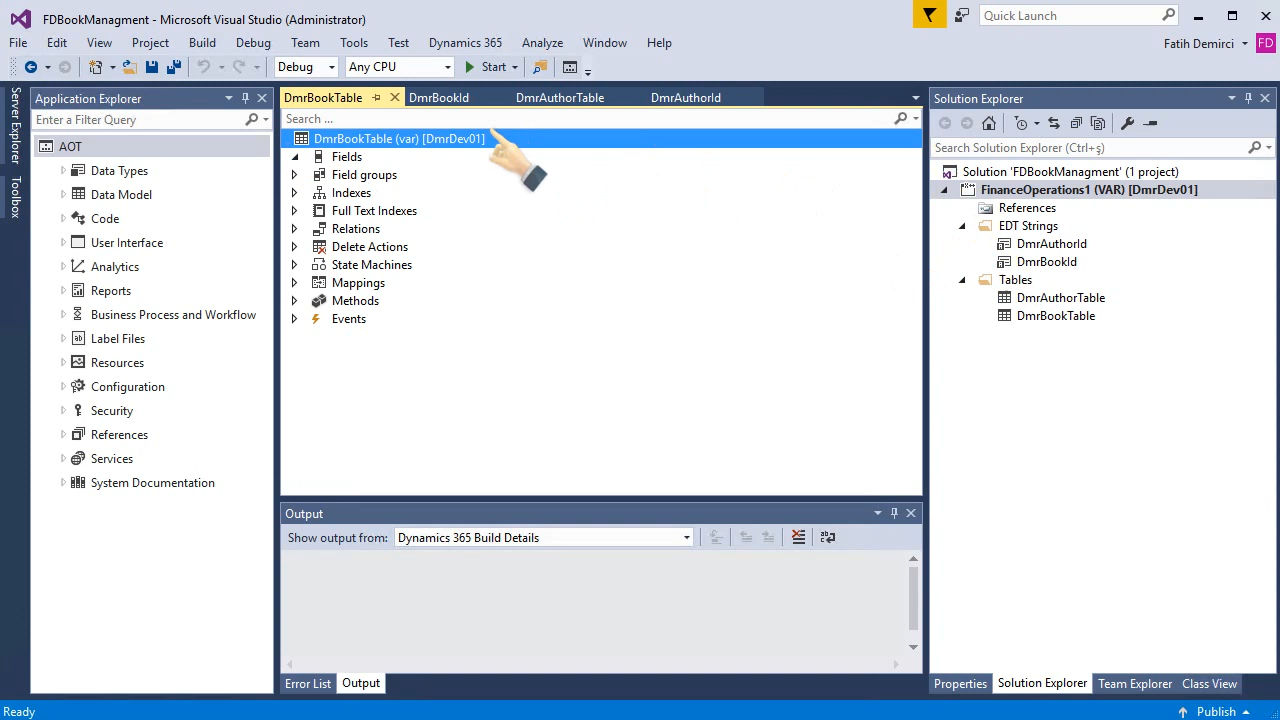 FDBookManagment - Microsoft Visual Studio (Administrator)
Quick Launch
File Edit View Project Build Debug Team Tools Test Dynamics 365 Analyze Window Help
Fatih Demirci FD
Debug Any CPU Start
Server Explorer
Toolbox
Application Explorer
Enter a Filter Query
AOT
Data Types
Data Model
Code
User Interface
Analytics
Reports
Business Process and Workflow
Label Files
Resources
Configuration
Security
References
Services
System Documentation
DmrBookTable DmrBookId DmrAuthorTable DmrAuthorId
Search ...
DmrBookTable (var) [DmrDev01]
Fields
Field groups
Indexes
Full Text Indexes
Relations
Delete Actions
State Machines
Mappings
Methods
Events
Output
Show output from: Dynamics 365 Build Details
Error List Output
Solution Explorer
Search Solution Explorer (Ctrl+ş)
Solution 'FDBookManagment' (1 project)
FinanceOperations1 (VAR) [DmrDev01]
References
EDT Strings
DmrAuthorId
DmrBookId
Tables
DmrAuthorTable
DmrBookTable
Properties Solution Explorer Team Explorer Class View
Ready
Publish